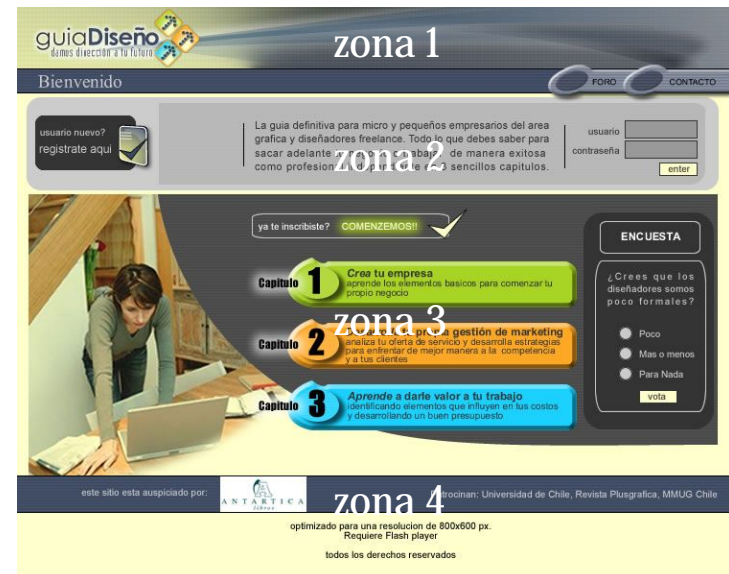 guiaDiseño
damos dirección a tu futuro
zona 1
Bienvenido
FORO
CONTACTO
usuario nuevo?
registrate aqui
La guia definitiva para micro y pequeños empresarios del area
grafica y diseñadores freelance. Todo lo que debes saber para
sacar adelante de manera exitosa
como en 3 sencillos capitulos.
zona 2
usuario
contraseña
enter
ya te inscribiste? COMENZEMOS!!
Capitulo 1
Crea tu empresa
aprende los elementos basicos para comenzar tu
propio negocio
zona 3
Capitulo 2
propia gestión de marketing
analiza tu oferta de servicio y desarrolla estrategias
para enfrentar de mejor manera a la competencia
y a tus clientes
Capitulo 3
Aprende a darle valor a tu trabajo
identificando elementos que influyen en tus costos
y desarrollando un buen presupuesto
ENCUESTA
¿Crees que los
diseñadores somos
poco formales?
Poco
Mas o menos
Para Nada
vota
este sitio esta auspiciado por:
ANTARTICA
libros
zona 4
Patrocinan: Universidad de Chile, Revista Plusgrafica, MMUG Chile
optimizado para una resolucion de 800x600 px.
Requiere Flash player
todos los derechos reservados